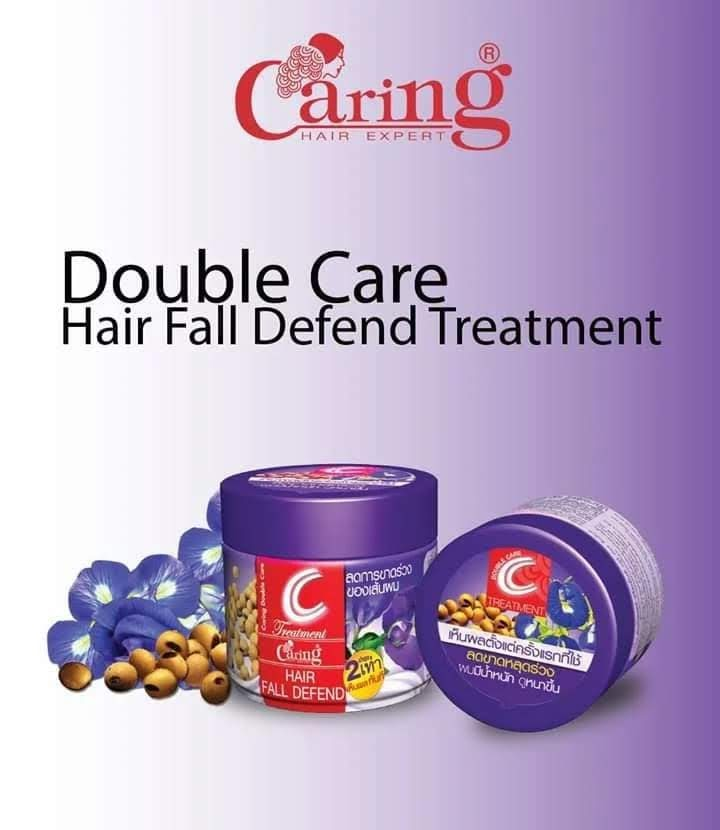 Caring®
HAIR EXPERT
Double Care
Hair Fall Defend Treatment
Caring Double Care
C
Treatment
Caring
HAIR
FALL DEFEND
ลดการขาดร่วง
ของเส้นผม
2เท่า
DOUBLE CARE
C
TREATMENT
เห็นผลตั้งแต่ครั้งแรกที่ใช้
ลดขาดหลุดร่วง
ผมมีน้ำหนัก ดูหนาขึ้น